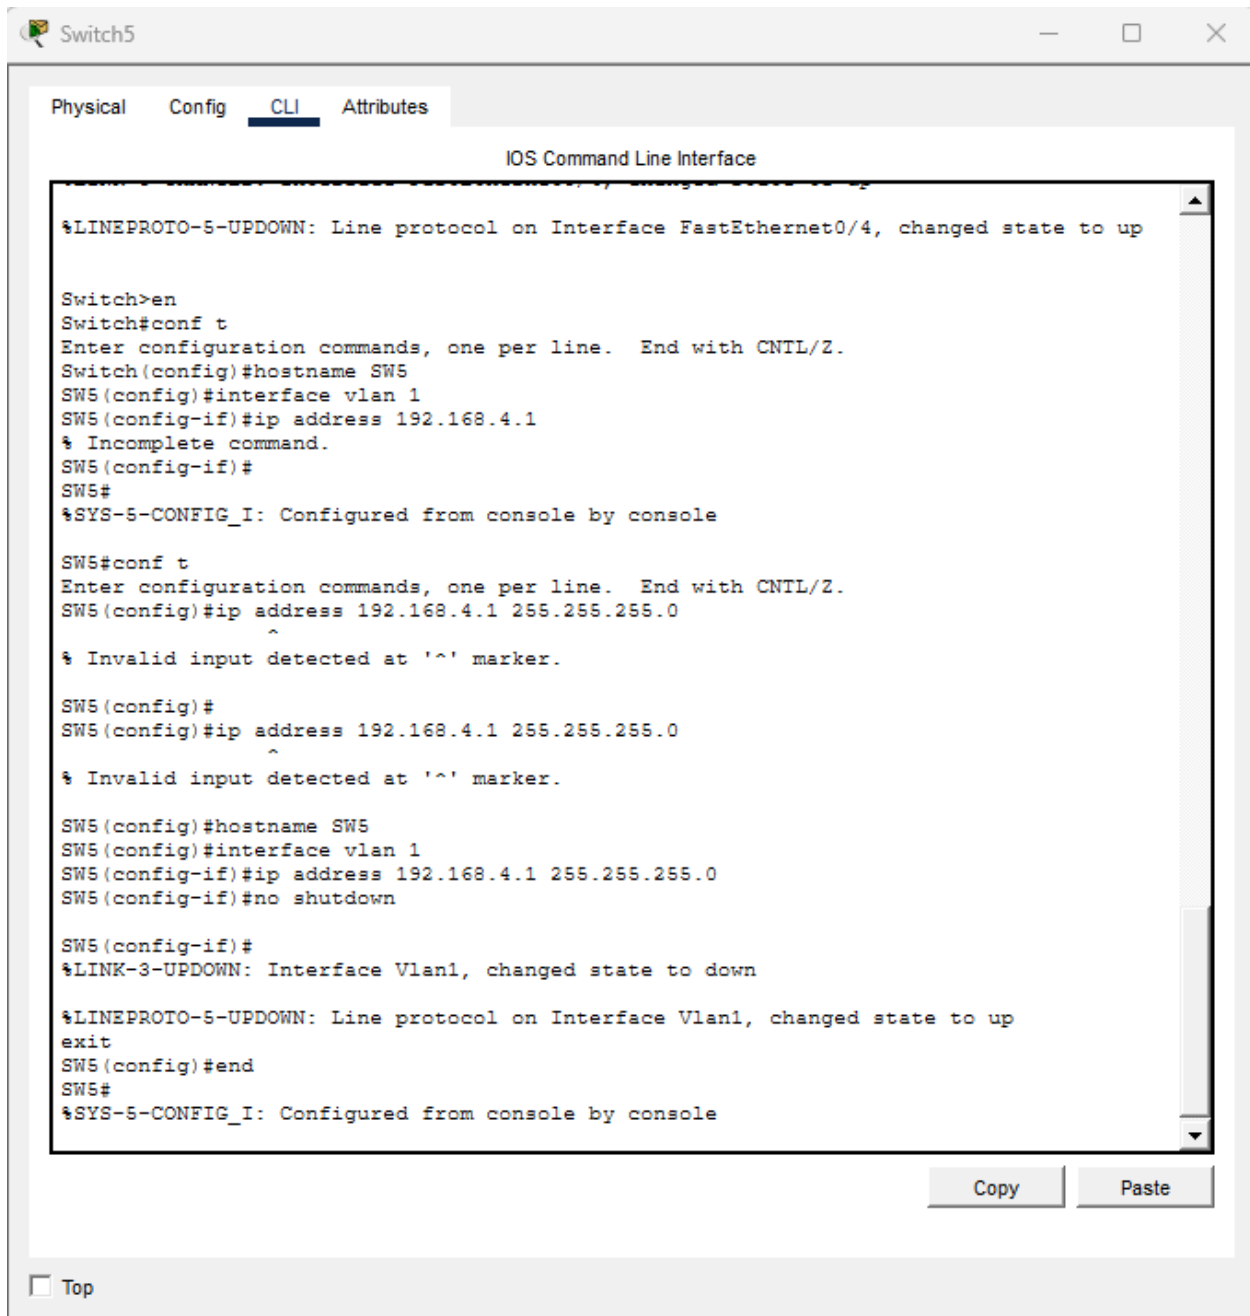 Switch5
Physical Config CLI Attributes
IOS Command Line Interface
%LINEPROTO-5-UPDOWN: Line protocol on Interface FastEthernet0/4, changed state to up
Switch>en
Switch#conf t
Enter configuration commands, one per line.  End with CNTL/Z.
Switch(config)#hostname SW5
SW5(config)#interface vlan 1
SW5(config-if)#ip address 192.168.4.1
% Incomplete command.
SW5(config-if)#
SW5#
%SYS-5-CONFIG_I: Configured from console by console
SW5#conf t
Enter configuration commands, one per line.  End with CNTL/Z.
SW5(config)#ip address 192.168.4.1 255.255.255.0
^
% Invalid input detected at '^' marker.
SW5(config)#
SW5(config)#ip address 192.168.4.1 255.255.255.0
^
% Invalid input detected at '^' marker.
SW5(config)#hostname SW5
SW5(config)#interface vlan 1
SW5(config-if)#ip address 192.168.4.1 255.255.255.0
SW5(config-if)#no shutdown
SW5(config-if)#
%LINK-3-UPDOWN: Interface Vlan1, changed state to down
%LINEPROTO-5-UPDOWN: Line protocol on Interface Vlan1, changed state to up
exit
SW5(config)#end
SW5#
%SYS-5-CONFIG_I: Configured from console by console
Copy Paste
Top